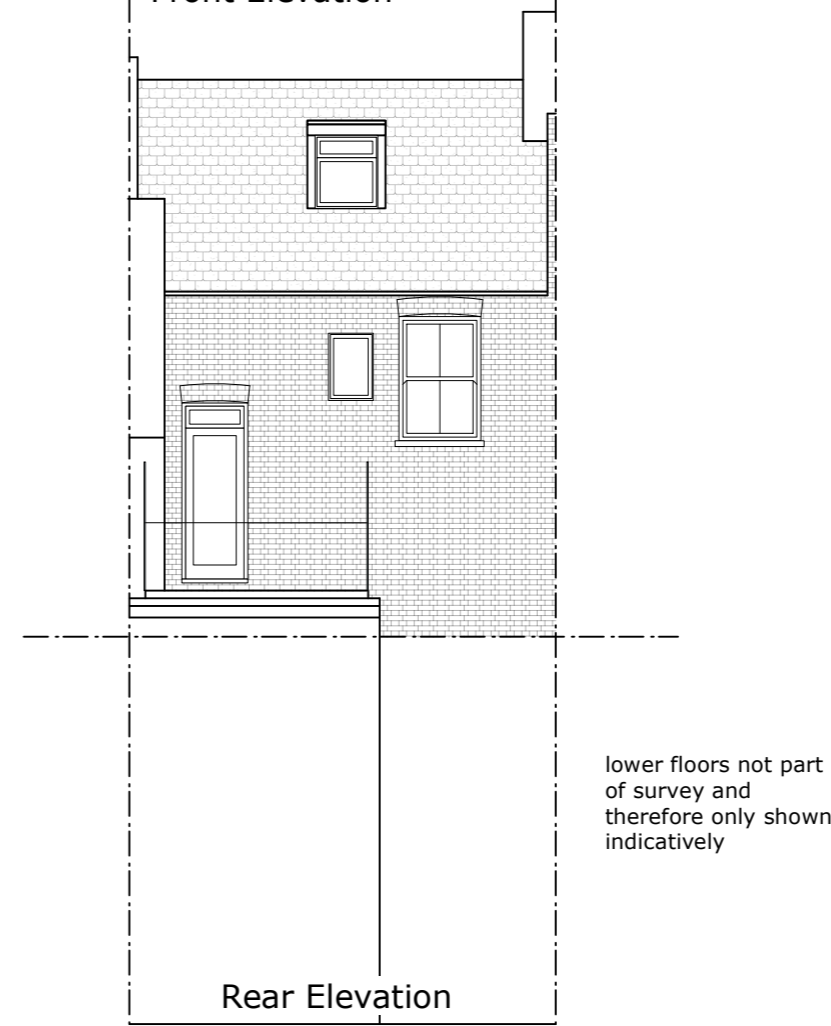 Front Elevation
lower floors not part
of survey and
therefore only shown
indicatively
Rear Elevation